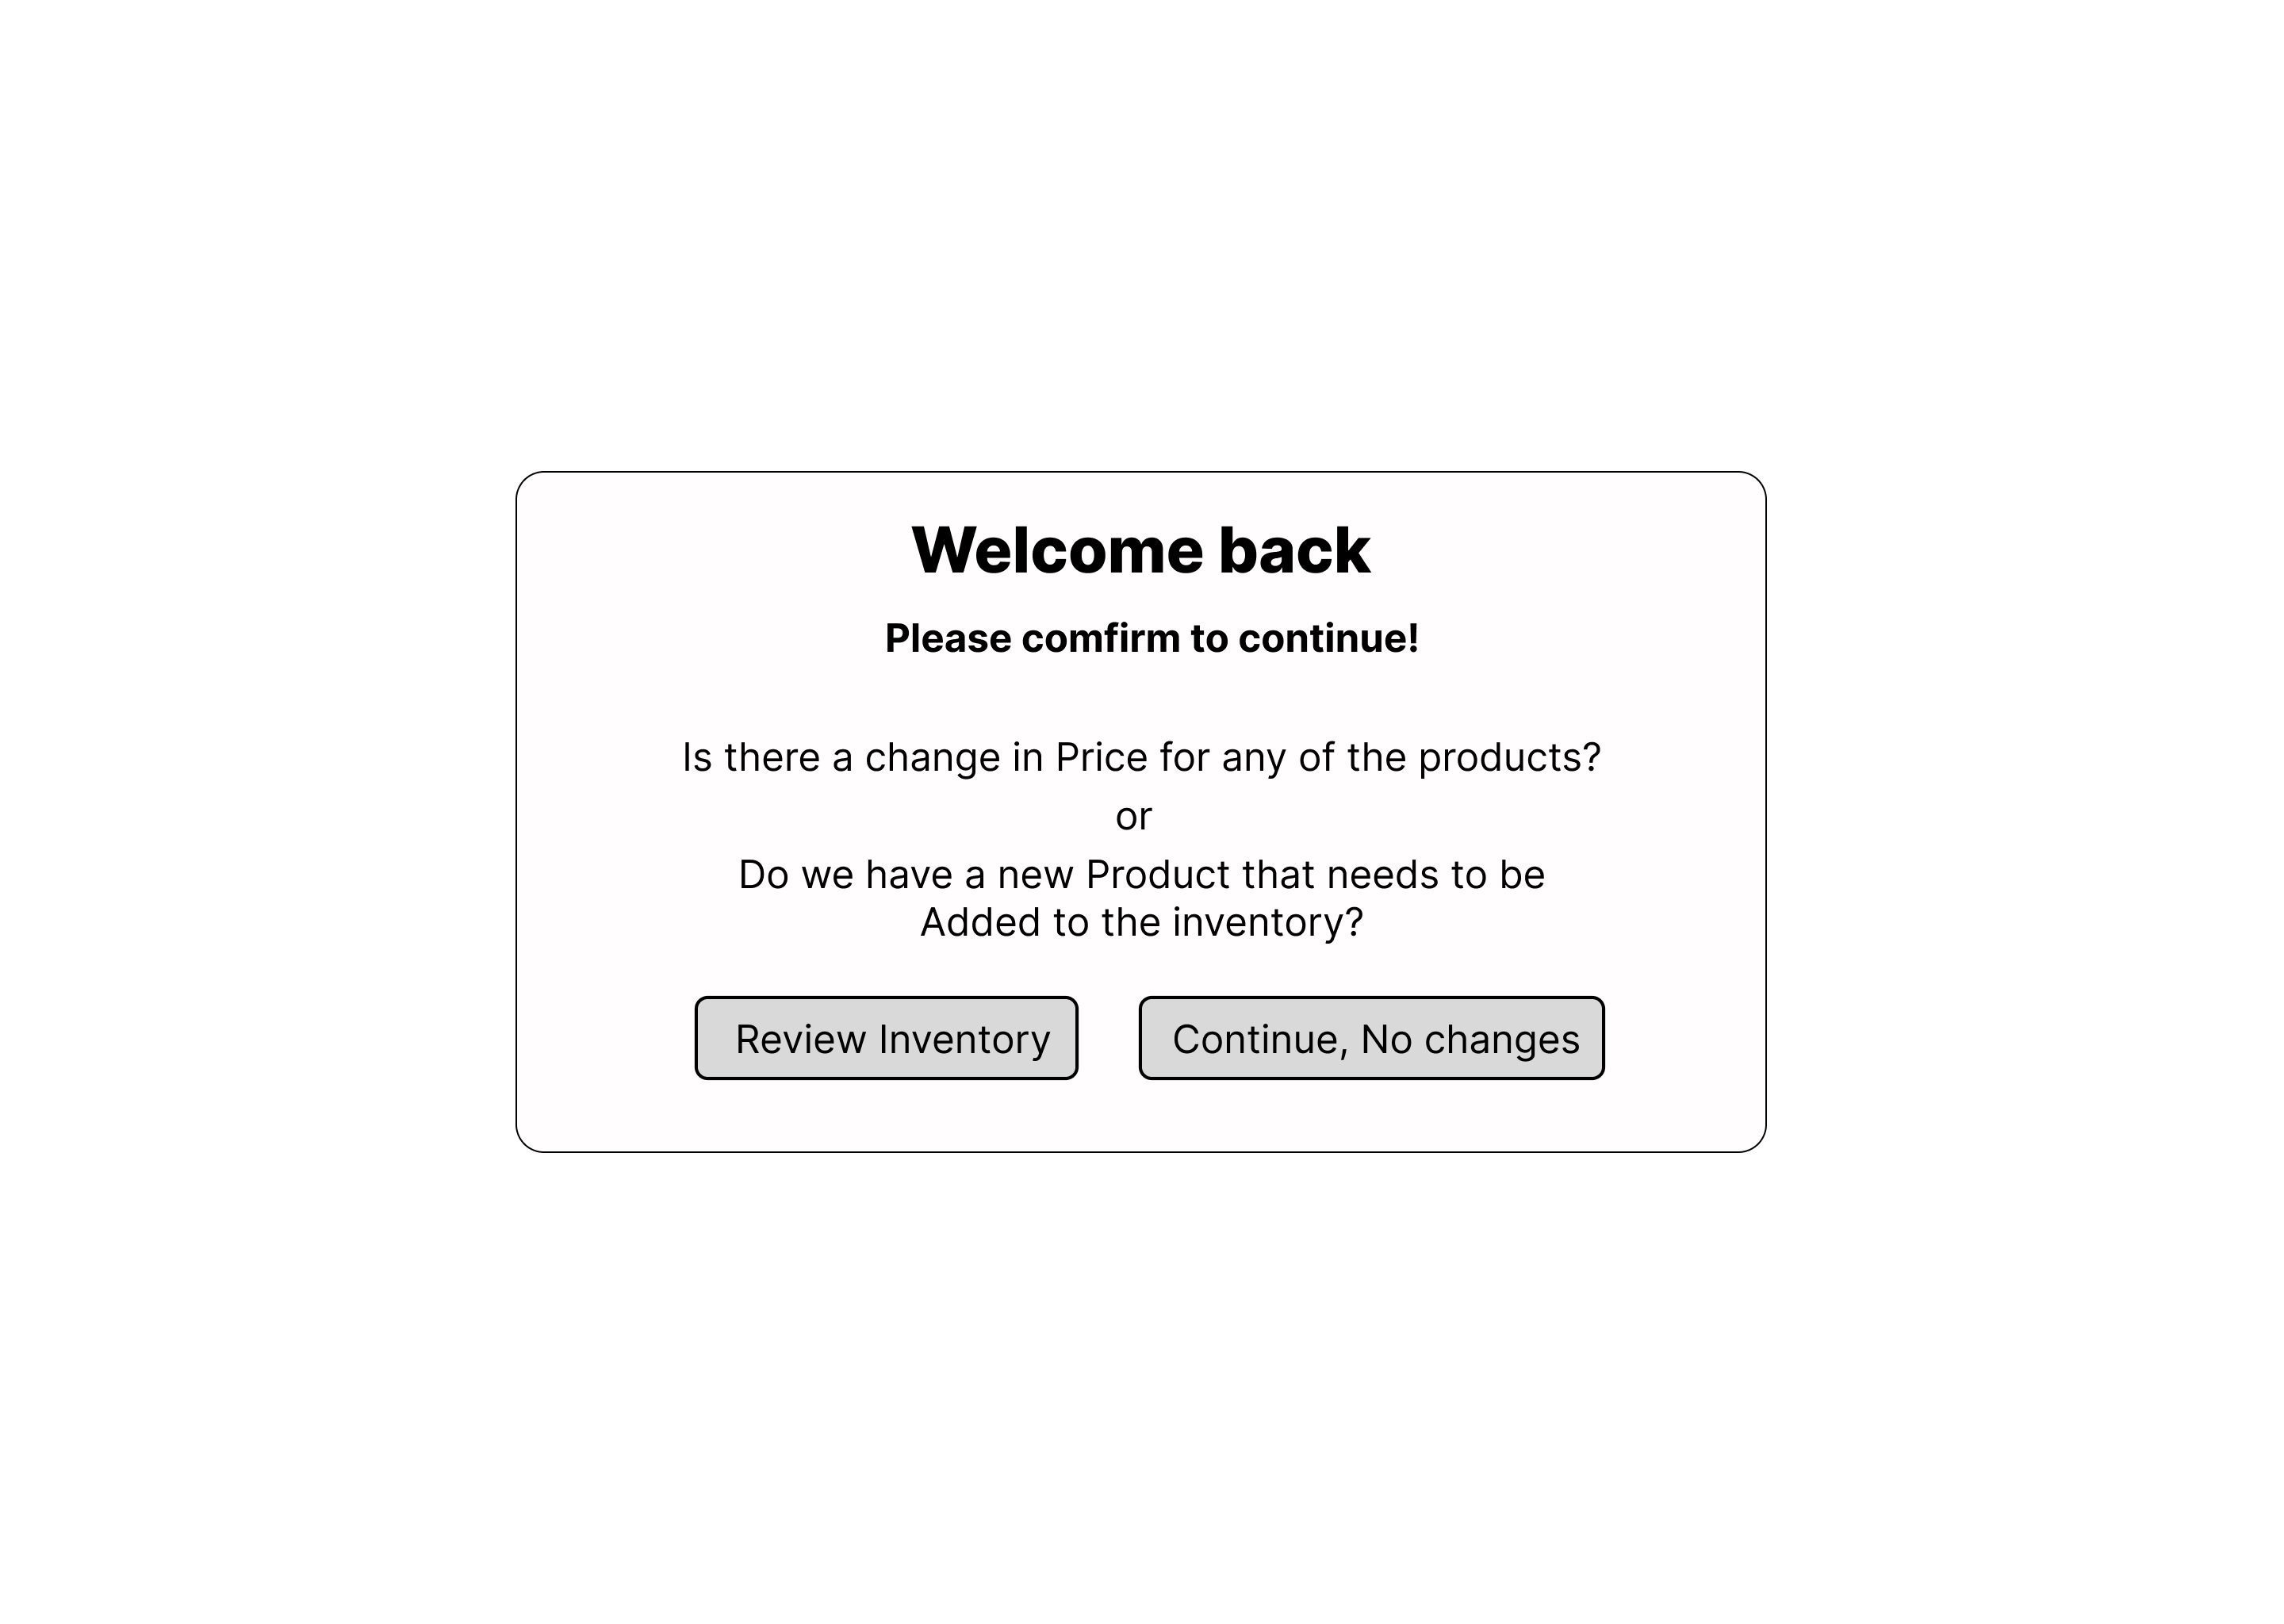 Welcome back
Please comfirm to continue!
Is there a change in Price for any of the products?
or
Do we have a new Product that needs to be
Added to the inventory?
Review Inventory
Continue, No changes